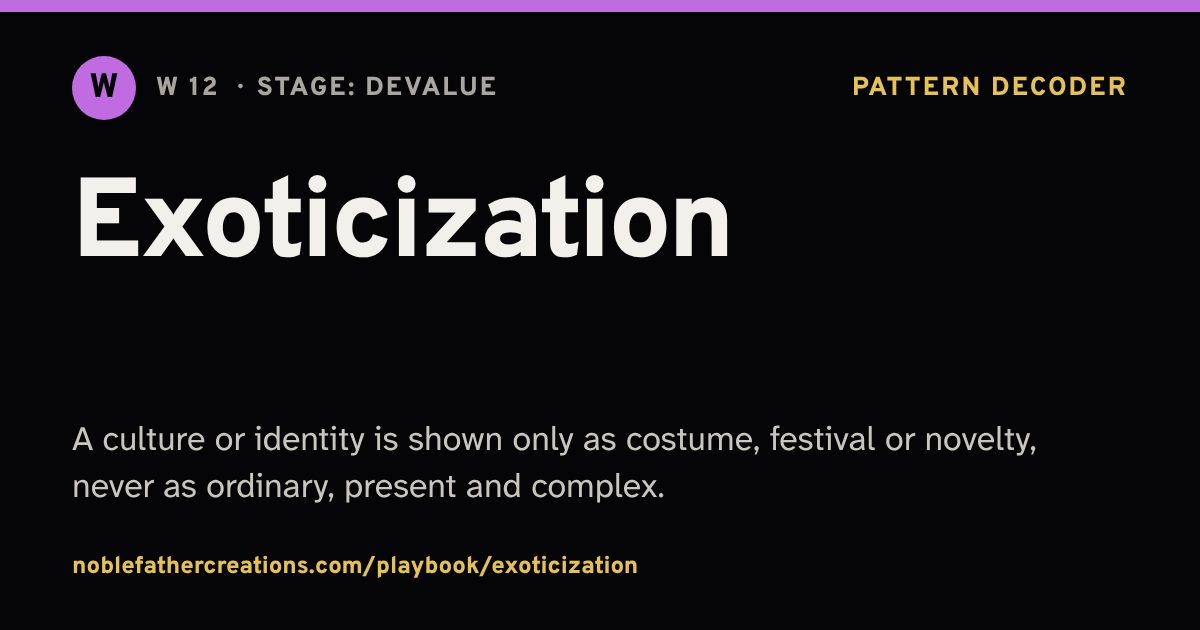 W W 12 · STAGE: DEVALUE PATTERN DECODER
Exoticization
A culture or identity is shown only as costume, festival or novelty,
never as ordinary, present and complex.
noblefathercreations.com/playbook/exoticization